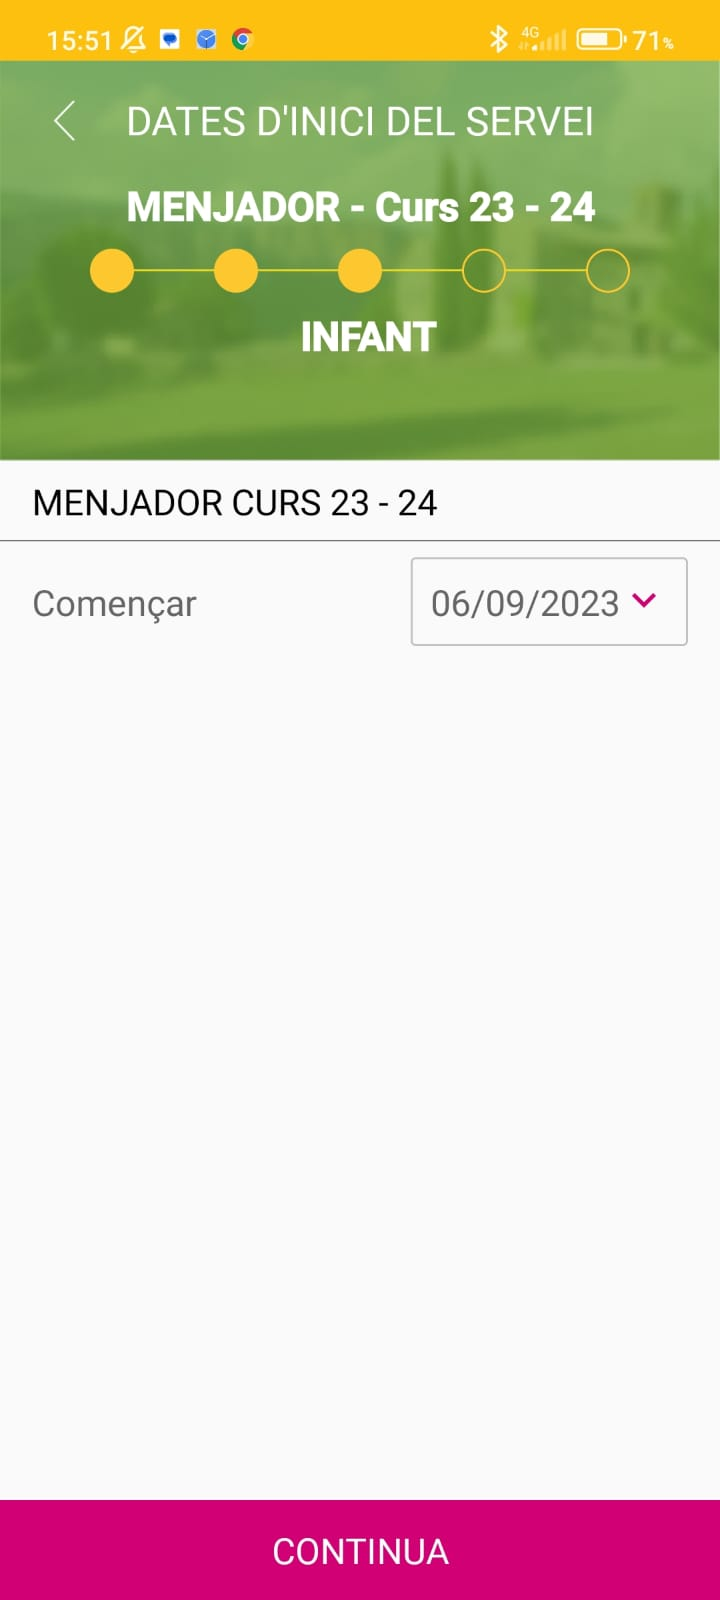 15:51 4G 71%
DATES D'INICI DEL SERVEI
MENJADOR - Curs 23 - 24
INFANT
MENJADOR CURS 23 - 24
Començar 06/09/2023
CONTINUA